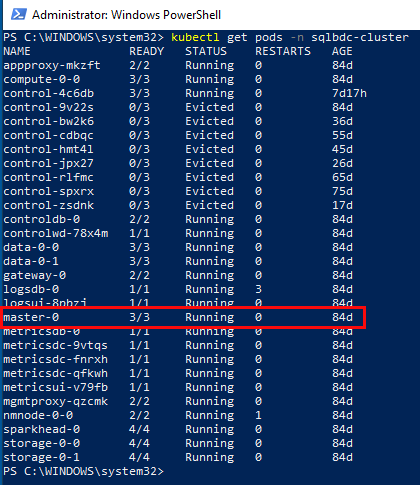 Administrator: Windows PowerShell
PS C:\WINDOWS\system32> kubectl get pods -n sqlbdc-cluster
NAME READY STATUS RESTARTS AGE
appproxy-mkzft 2/2 Running 0 84d
compute-0-0 3/3 Running 0 84d
control-4c6db 3/3 Running 0 7d17h
control-9v22s 0/3 Evicted 0 84d
control-bw2k6 0/3 Evicted 0 36d
control-cdbqc 0/3 Evicted 0 55d
control-hmt4l 0/3 Evicted 0 45d
control-jpx27 0/3 Evicted 0 26d
control-rlfmc 0/3 Evicted 0 65d
control-spxrx 0/3 Evicted 0 75d
control-zsdnk 0/3 Evicted 0 17d
controldb-0 2/2 Running 0 84d
controlwd-78x4m 1/1 Running 0 84d
data-0-0 3/3 Running 0 84d
data-0-1 3/3 Running 0 84d
gateway-0 2/2 Running 0 84d
logsdb-0 1/1 Running 3 84d
logsui-8phzj 1/1 Running 0 84d
master-0 3/3 Running 0 84d
metricsdb-0 1/1 Running 0 84d
metricsdc-9vtqs 1/1 Running 0 84d
metricsdc-fnrxh 1/1 Running 0 84d
metricsdc-qfkwh 1/1 Running 0 84d
metricsui-v79fb 1/1 Running 0 84d
mgmtproxy-qzcmk 2/2 Running 0 84d
nmnode-0-0 2/2 Running 1 84d
sparkhead-0 4/4 Running 0 84d
storage-0-0 4/4 Running 0 84d
storage-0-1 4/4 Running 0 84d
PS C:\WINDOWS\system32>